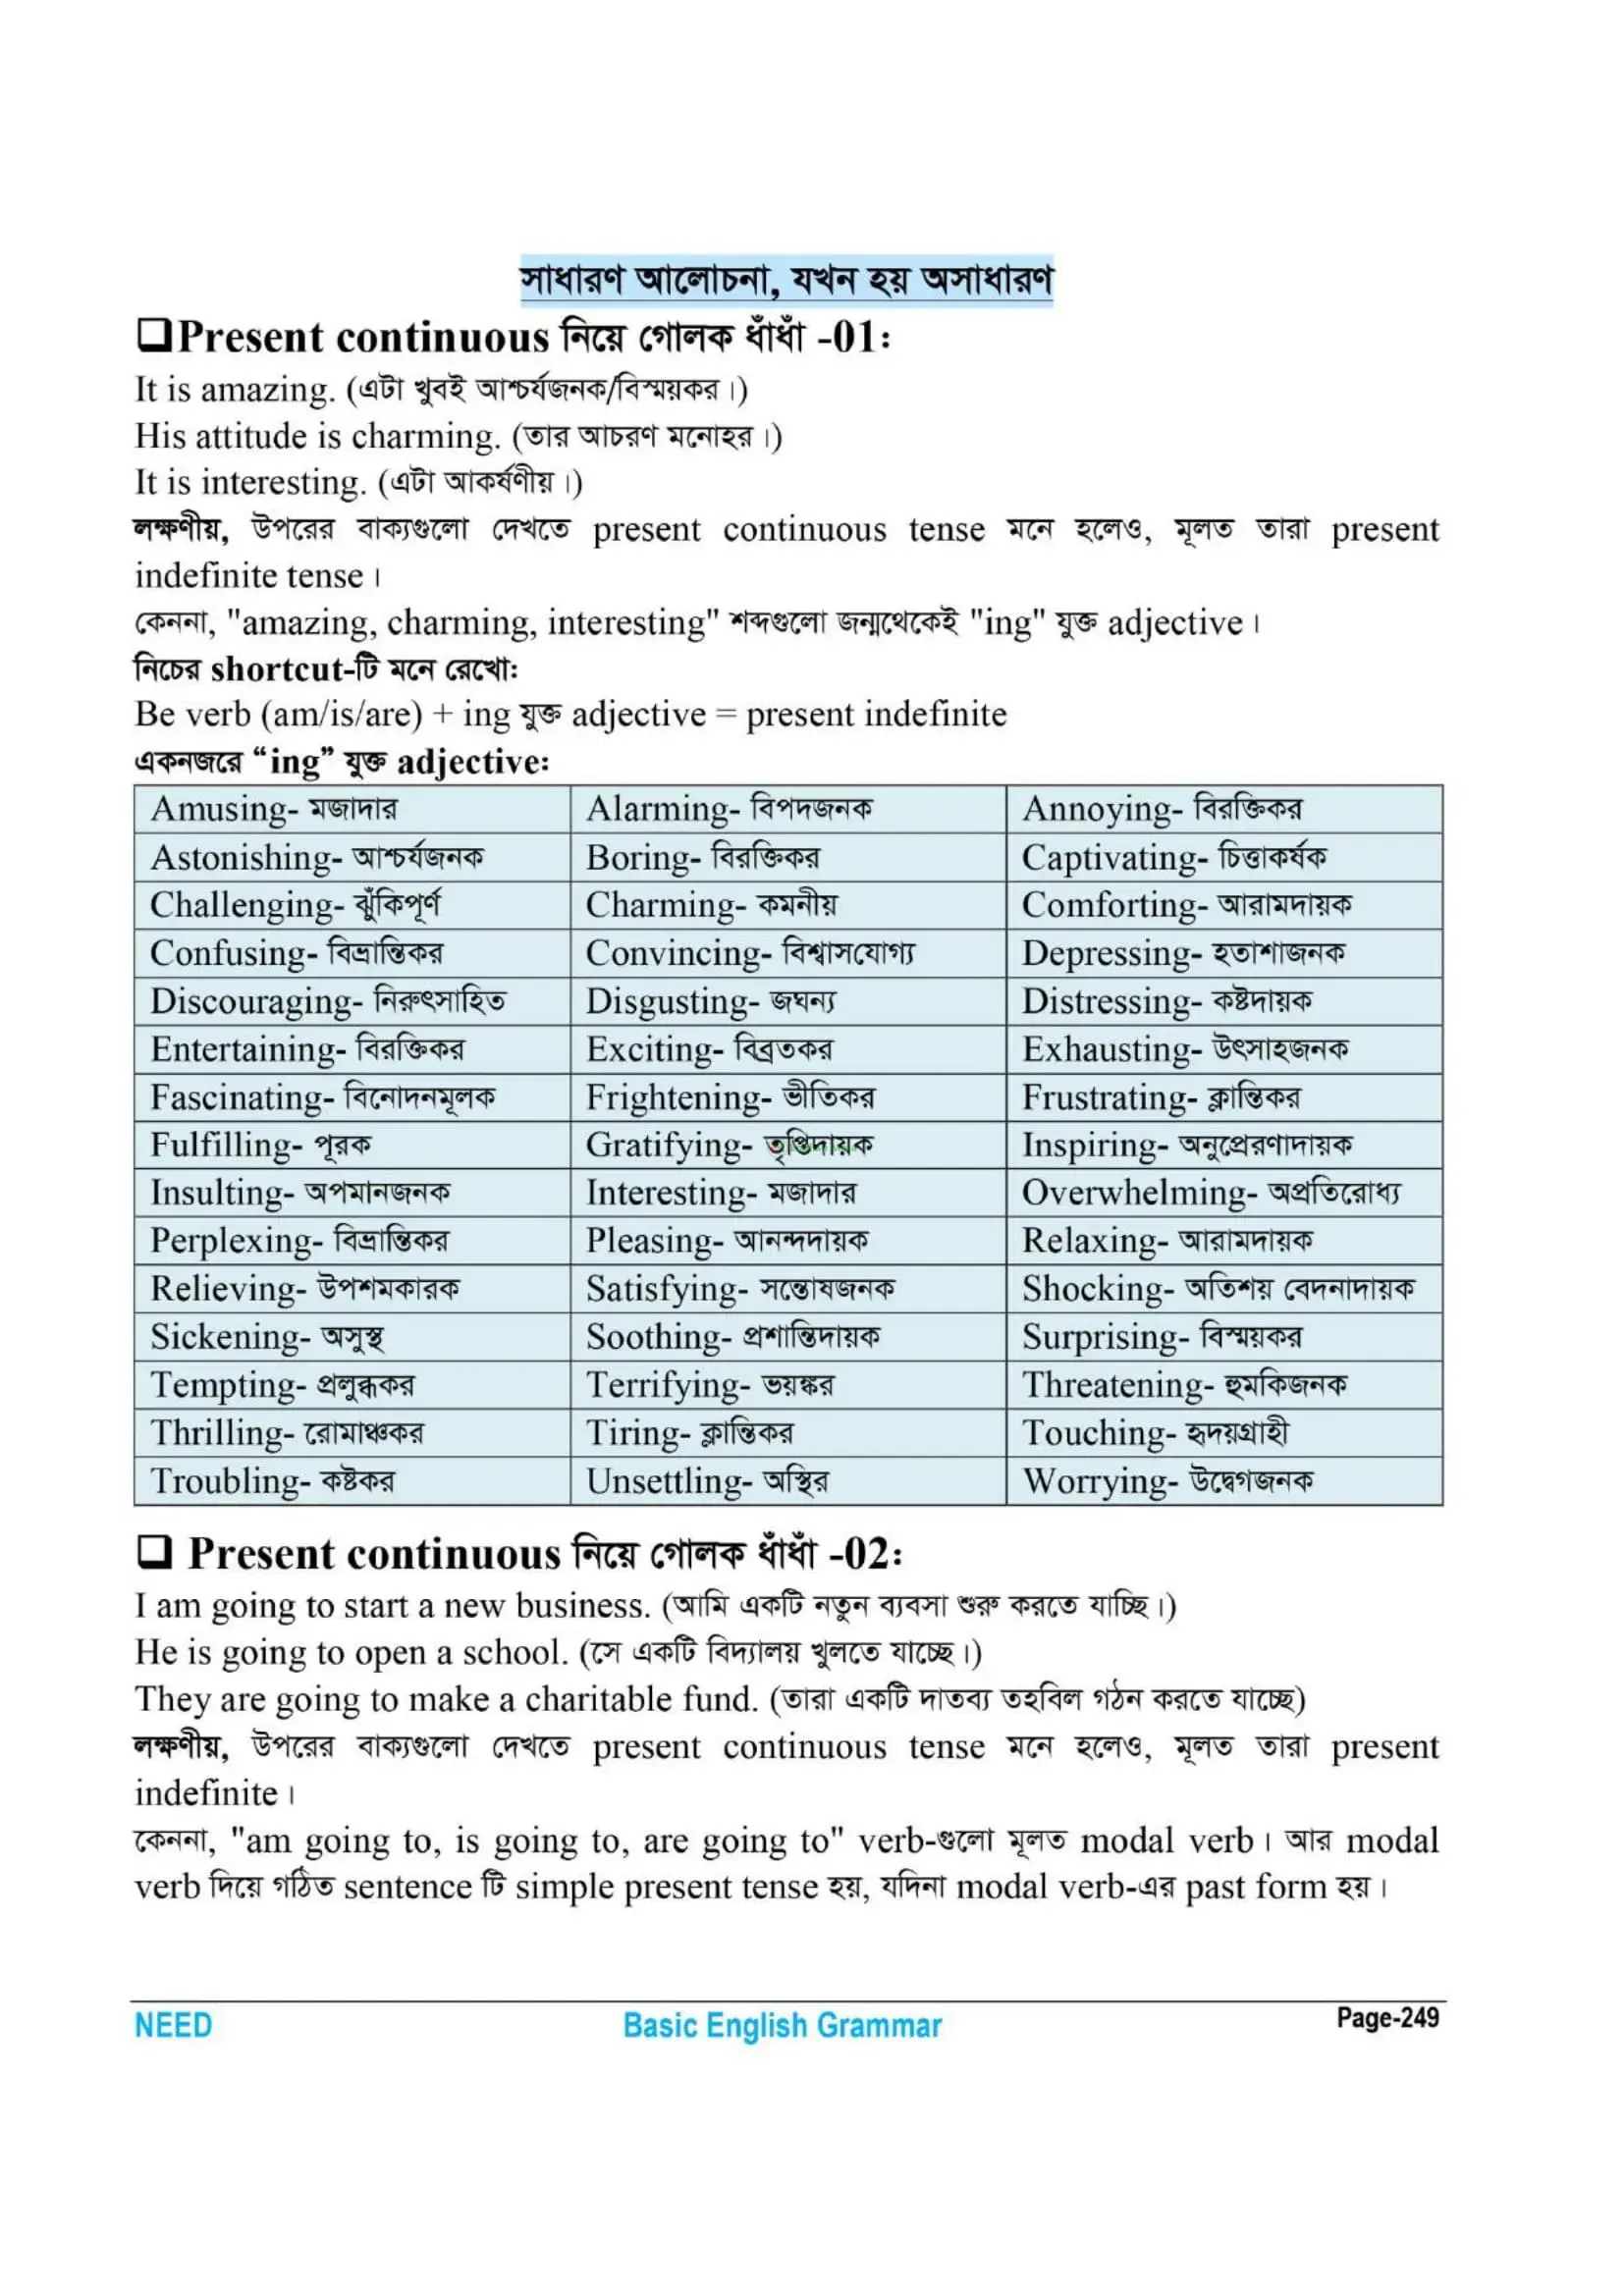 সাধারণ আলোচনা, যখন হয় অসাধারণ
❑Present continuous নিয়ে গোলক ধাঁধাঁ -01:
It is amazing. (এটা খুবই আশ্চর্যজনক/বিস্ময়কর।)
His attitude is charming. (তার আচরণ মনোহর।)
It is interesting. (এটা আকর্ষণীয়।)
লক্ষণীয়, উপরের বাক্যগুলো দেখতে present continuous tense মনে হলেও, মূলত তারা present
indefinite tense।
কেননা, "amazing, charming, interesting" শব্দগুলো জন্মথেকেই "ing" যুক্ত adjective।
নিচের shortcut-টি মনে রেখো:
Be verb (am/is/are) + ing যুক্ত adjective = present indefinite
একনজরে “ing” যুক্ত adjective:
Amusing- মজাদার Alarming- বিপদজনক Annoying- বিরক্তিকর
Astonishing- আশ্চর্যজনক Boring- বিরক্তিকর Captivating- চিত্তাকর্ষক
Challenging- ঝুঁকিপূর্ণ Charming- কমনীয় Comforting- আরামদায়ক
Confusing- বিভ্রান্তিকর Convincing- বিশ্বাসযোগ্য Depressing- হতাশাজনক
Discouraging- নিরুৎসাহিত Disgusting- জঘন্য Distressing- কষ্টদায়ক
Entertaining- বিরক্তিকর Exciting- বিব্রতকর Exhausting- উৎসাহজনক
Fascinating- বিনোদনমূলক Frightening- ভীতিকর Frustrating- ক্লান্তিকর
Fulfilling- পূরক Gratifying- তৃপ্তিদায়ক Inspiring- অনুপ্রেরণাদায়ক
Insulting- অপমানজনক Interesting- মজাদার Overwhelming- অপ্রতিরোধ্য
Perplexing- বিভ্রান্তিকর Pleasing- আনন্দদায়ক Relaxing- আরামদায়ক
Relieving- উপশমকারক Satisfying- সন্তোষজনক Shocking- অতিশয় বেদনাদায়ক
Sickening- অসুস্থ Soothing- প্রশান্তিদায়ক Surprising- বিস্ময়কর
Tempting- প্রলুব্ধকর Terrifying- ভয়ঙ্কর Threatening- হুমকিজনক
Thrilling- রোমাঞ্চকর Tiring- ক্লান্তিকর Touching- হৃদয়গ্রাহী
Troubling- কষ্টকর Unsettling- অস্থির Worrying- উদ্বেগজনক
❑ Present continuous নিয়ে গোলক ধাঁধাঁ -02:
I am going to start a new business. (আমি একটি নতুন ব্যবসা শুরু করতে যাচ্ছি।)
He is going to open a school. (সে একটি বিদ্যালয় খুলতে যাচ্ছে।)
They are going to make a charitable fund. (তারা একটি দাতব্য তহবিল গঠন করতে যাচ্ছে)
লক্ষণীয়, উপরের বাক্যগুলো দেখতে present continuous tense মনে হলেও, মূলত তারা present
indefinite।
কেননা, "am going to, is going to, are going to" verb-গুলো মূলত modal verb। আর modal
verb দিয়ে গঠিত sentence টি simple present tense হয়, যদিনা modal verb-এর past form হয়।
NEED Basic English Grammar Page-249